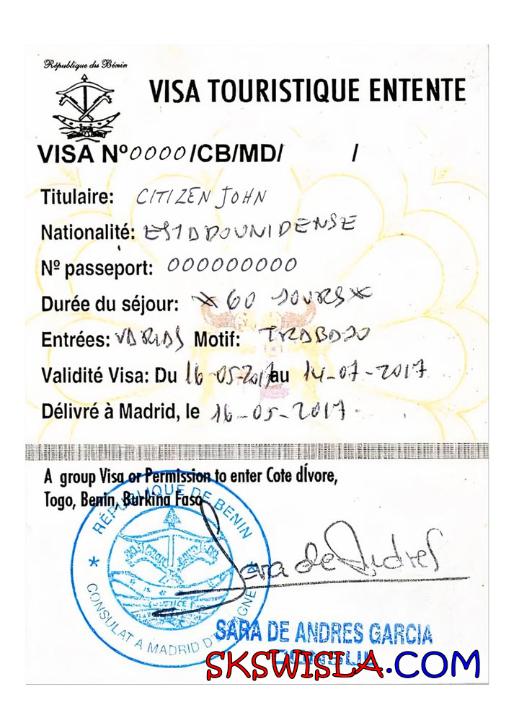 République du Bénin
VISA TOURISTIQUE ENTENTE
VISA Nº0000/CB/MD/ /
Titulaire: CITIZEN JOHN
Nationalité: ESTADOUNIDENSE
Nº passeport: 000000000
Durée du séjour: × 60 JOURS ×
Entrées: VARIAS Motif: TRABAJO
Validité Visa: Du 16-05-2017 au 14-07-2017
Délivré à Madrid, le 16-05-2017
A group Visa or Permission to enter Cote dÍvore,
Togo, Benin, Burkina Faso
RÉPUBLIQUE DE BENIN
CONSULAT A MADRID D'ESPAGNE
Sara de Andres
SARA DE ANDRES GARCIA
CONSUL
SKSWISLA.COM